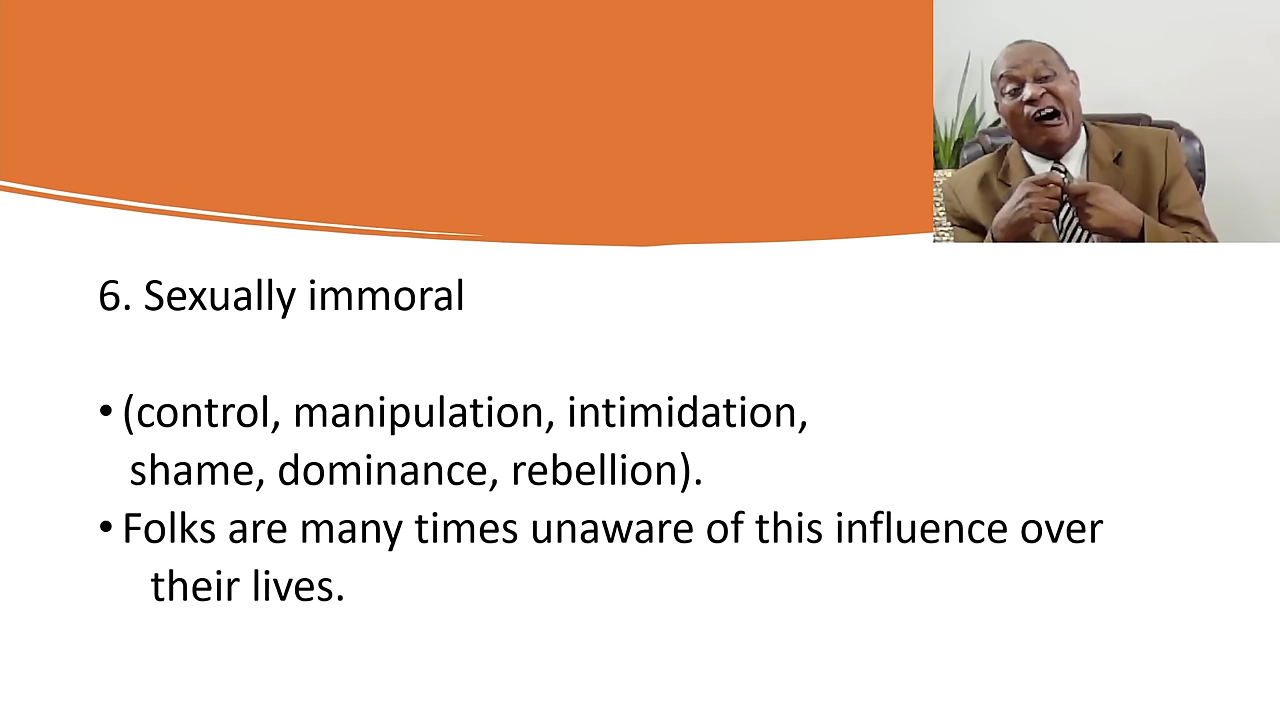 6. Sexually immoral
• (control, manipulation, intimidation,
shame, dominance, rebellion).
• Folks are many times unaware of this influence over
their lives.